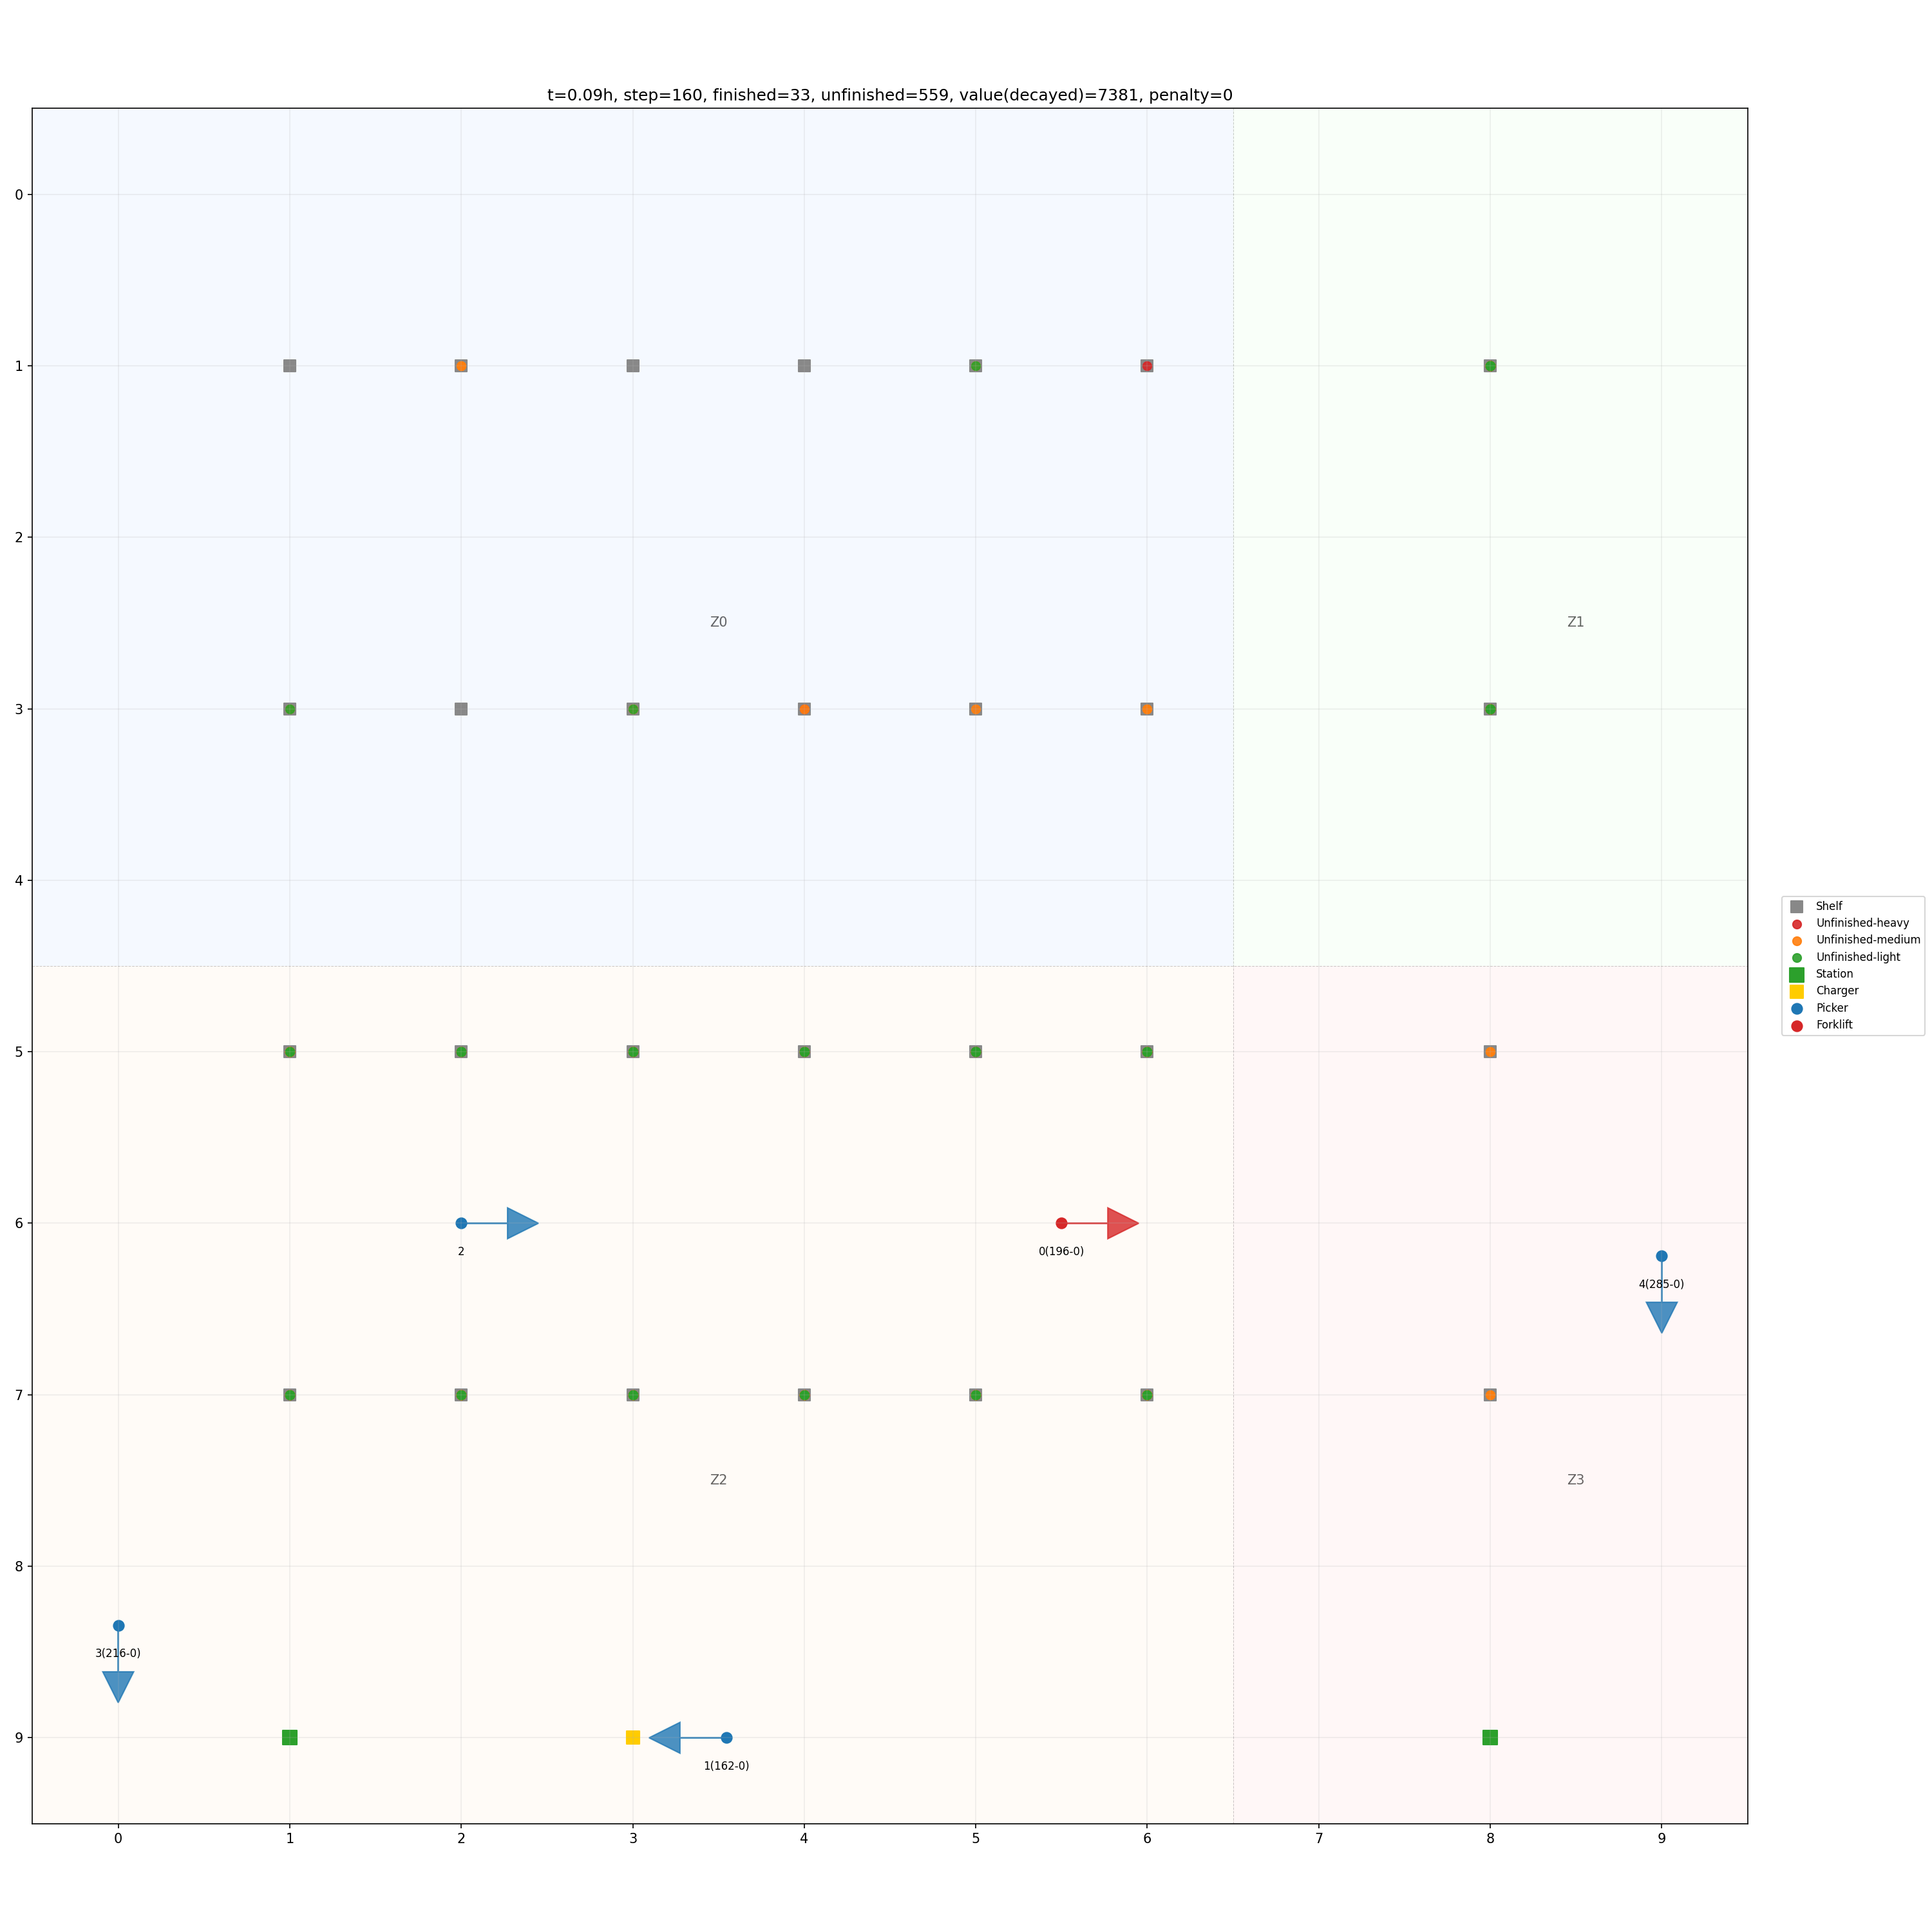 t=0.09h, step=160, finished=33, unfinished=559, value(decayed)=7381, penalty=0
0
1
2
Z0
Z1
3
4
Shelf
Unfinished-heavy
Unfinished-medium
Unfinished-light
Station
Charger
Picker
Forklift
5
6
2
0(196-0)
4(285-0)
7
Z2
Z3
8
3(216-0)
9
1(162-0)
0 1 2 3 4 5 6 7 8 9